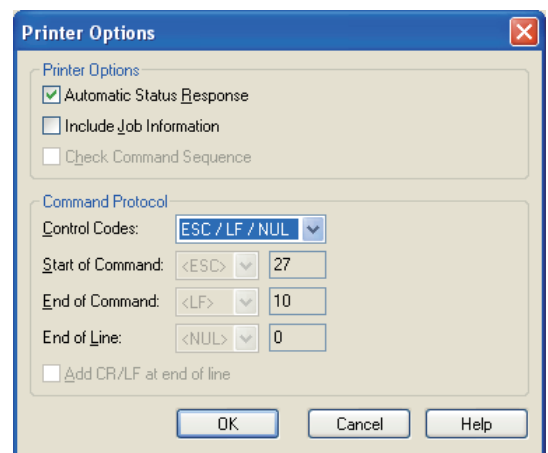 Printer Options
Printer Options
Automatic Status Response
Include Job Information
Check Command Sequence
Command Protocol
Control Codes: ESC / LF / NUL
Start of Command: <ESC> 27
End of Command: <LF> 10
End of Line: <NUL> 0
Add CR/LF at end of line
OK Cancel Help